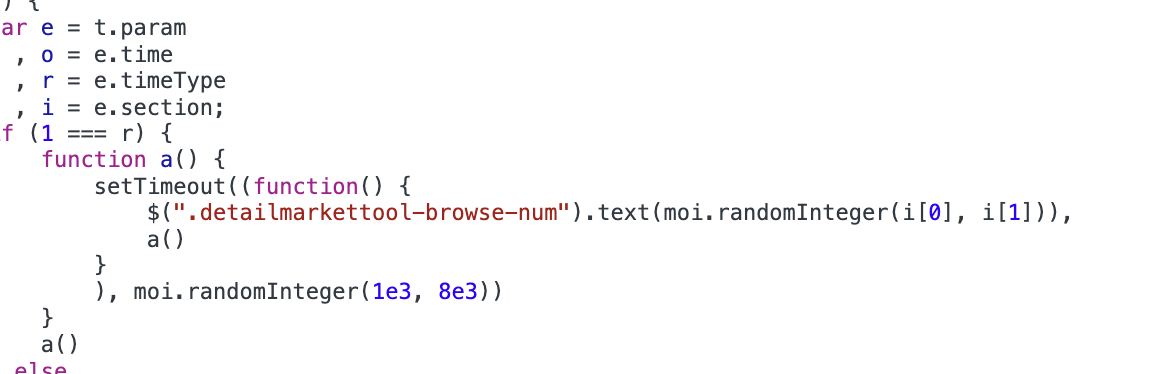 ) {
ar e = t.param
, o = e.time
, r = e.timeType
, i = e.section;
f (1 === r) {
function a() {
setTimeout((function() {
$(".detailmarkettool-browse-num").text(moi.randomInteger(i[0], i[1])),
a()
}
), moi.randomInteger(1e3, 8e3))
}
a()
else